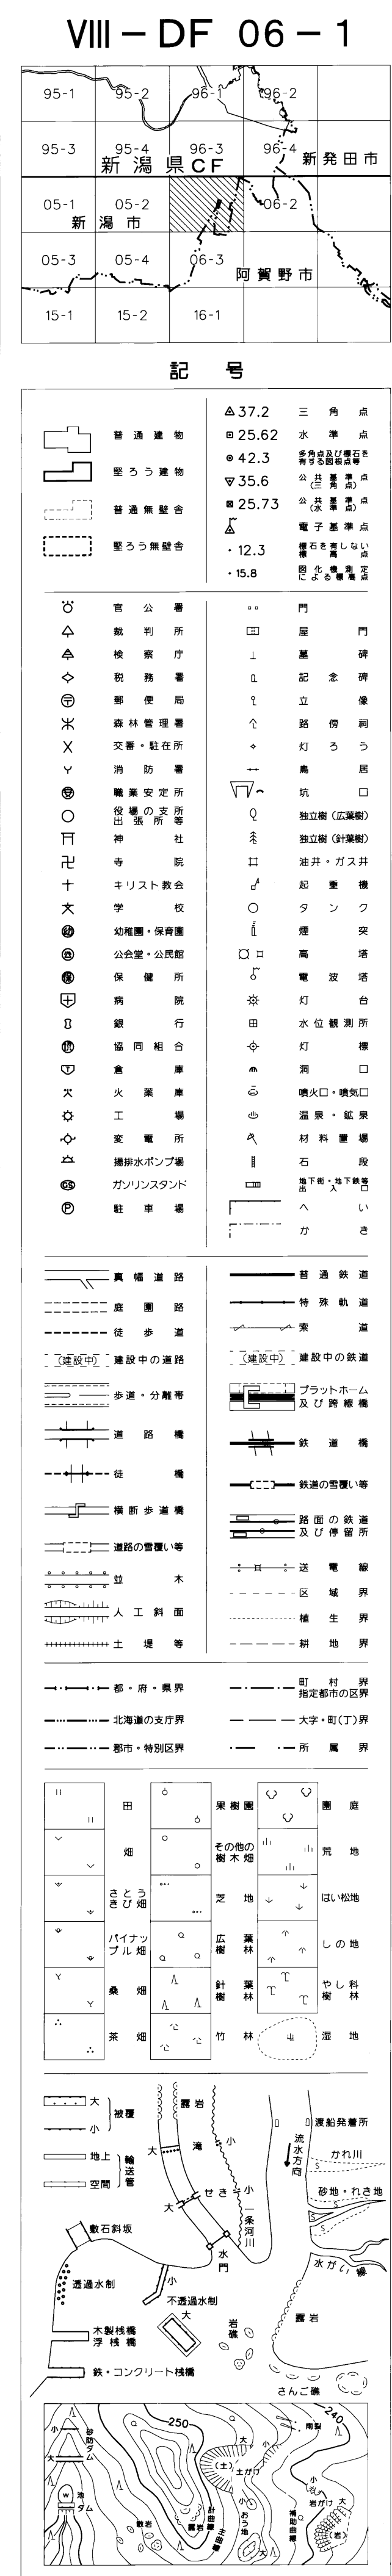 VIII－DF 06－1
95-1 95-2 96-1 96-2
95-3 95-4 96-3 96-4
新潟県CF
新発田市
05-1 05-2 06-2
新潟市
05-3 05-4 06-3
阿賀野市
15-1 15-2 16-1
記号
普通建物
堅ろう建物
普通無壁舎
堅ろう無壁舎
37.2 三角点
25.62 水準点
42.3 多角点及び標石を有する図根点等
35.6 公共基準点(三角点)
25.73 公共基準点(水準点)
電子基準点
・12.3 標石を有しない標高点
・15.8 図化機測定による標高点
官公署
裁判所
検察庁
税務署
郵便局
森林管理署
交番・駐在所
消防署
職業安定所
役場の支所出張所等
神社
寺院
キリスト教会
学校
幼 幼稚園・保育園
公 公会堂・公民館
保 保健所
病院
銀行
協 協同組合
倉庫
火薬庫
工場
変電所
揚排水ポンプ場
GS ガソリンスタンド
P 駐車場
門
屋門
墓碑
記念碑
立像
路傍祠
灯ろう
鳥居
坑口
独立樹(広葉樹)
独立樹(針葉樹)
油井・ガス井
起重機
タンク
煙突
高塔
電波塔
灯台
水位観測所
灯標
洞口
噴火口・噴気口
温泉・鉱泉
材料置場
石段
地下街・地下鉄等出入口
へい
かき
真幅道路
庭園路
徒歩道
(建設中) 建設中の道路
歩道・分離帯
道路橋
徒橋
横断歩道橋
道路の雪覆い等
並木
人工斜面
土堤等
普通鉄道
特殊軌道
索道
(建設中) 建設中の鉄道
プラットホーム及び跨線橋
鉄道橋
鉄道の雪覆い等
路面の鉄道及び停留所
送電線
区域界
植生界
耕地界
都・府・県界
北海道の支庁界
郡市・特別区界
町村界
指定都市の区界
大字・町(丁)界
所属界
田 果樹園 園庭
畑 その他の樹木畑 荒地
さとうきび畑 芝地 はい松地
パイナップル畑 広葉樹林 しの地
桑畑 針葉樹林 やし科樹林
茶畑 竹林 湿地
大
小
被覆
地上
空間
輸送管
露岩
大
滝
小
大
せき
小
一条河川
水門
流水方向
渡船発着所
かれ川
砂地・れき地
水がい線
敷石斜坂
透過水制
小
不透過水制
大
木製桟橋
浮桟橋
鉄・コンクリート桟橋
岩礁
露岩
さんご礁
小
砂防ダム
大
W
池
ダム
250
240
散岩
露岩
計曲線
主曲線
大
(土)
土がけ
小
おう地
雨裂
補助曲線
小
岩がけ
大
(岩)